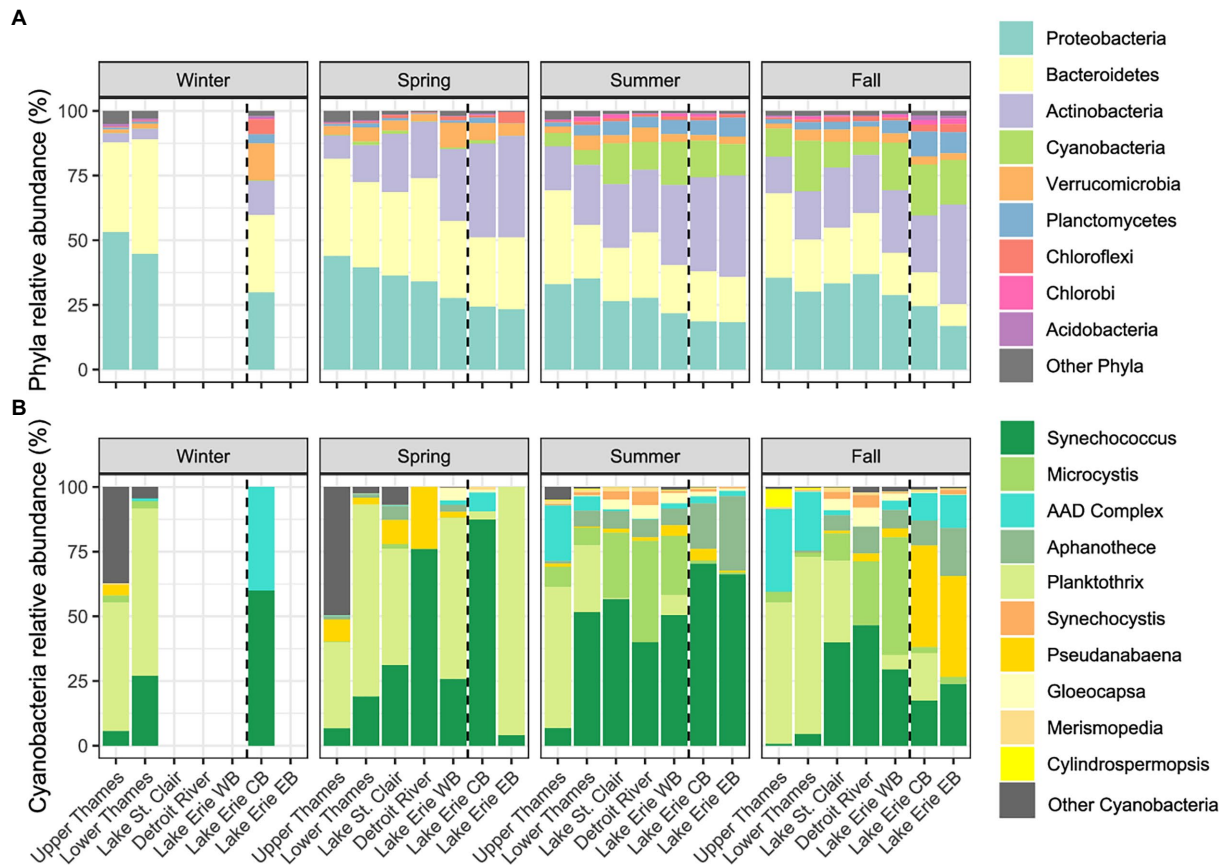 A
Winter
Spring
Summer
Fall
Phyla relative abundance (%)
100
75
50
25
0
Proteobacteria
Bacteroidetes
Actinobacteria
Cyanobacteria
Verrucomicrobia
Planctomycetes
Chloroflexi
Chlorobi
Acidobacteria
Other Phyla
B
Winter
Spring
Summer
Fall
Cyanobacteria relative abundance (%)
100
75
50
25
0
Upper Thames
Lower Thames
Lake St. Clair
Detroit River
Lake Erie WB
Lake Erie CB
Lake Erie EB
Upper Thames
Lower Thames
Lake St. Clair
Detroit River
Lake Erie WB
Lake Erie CB
Lake Erie EB
Upper Thames
Lower Thames
Lake St. Clair
Detroit River
Lake Erie WB
Lake Erie CB
Lake Erie EB
Upper Thames
Lower Thames
Lake St. Clair
Detroit River
Lake Erie WB
Lake Erie CB
Lake Erie EB
Synechococcus
Microcystis
AAD Complex
Aphanothece
Planktothrix
Synechocystis
Pseudanabaena
Gloeocapsa
Merismopedia
Cylindrospermopsis
Other Cyanobacteria